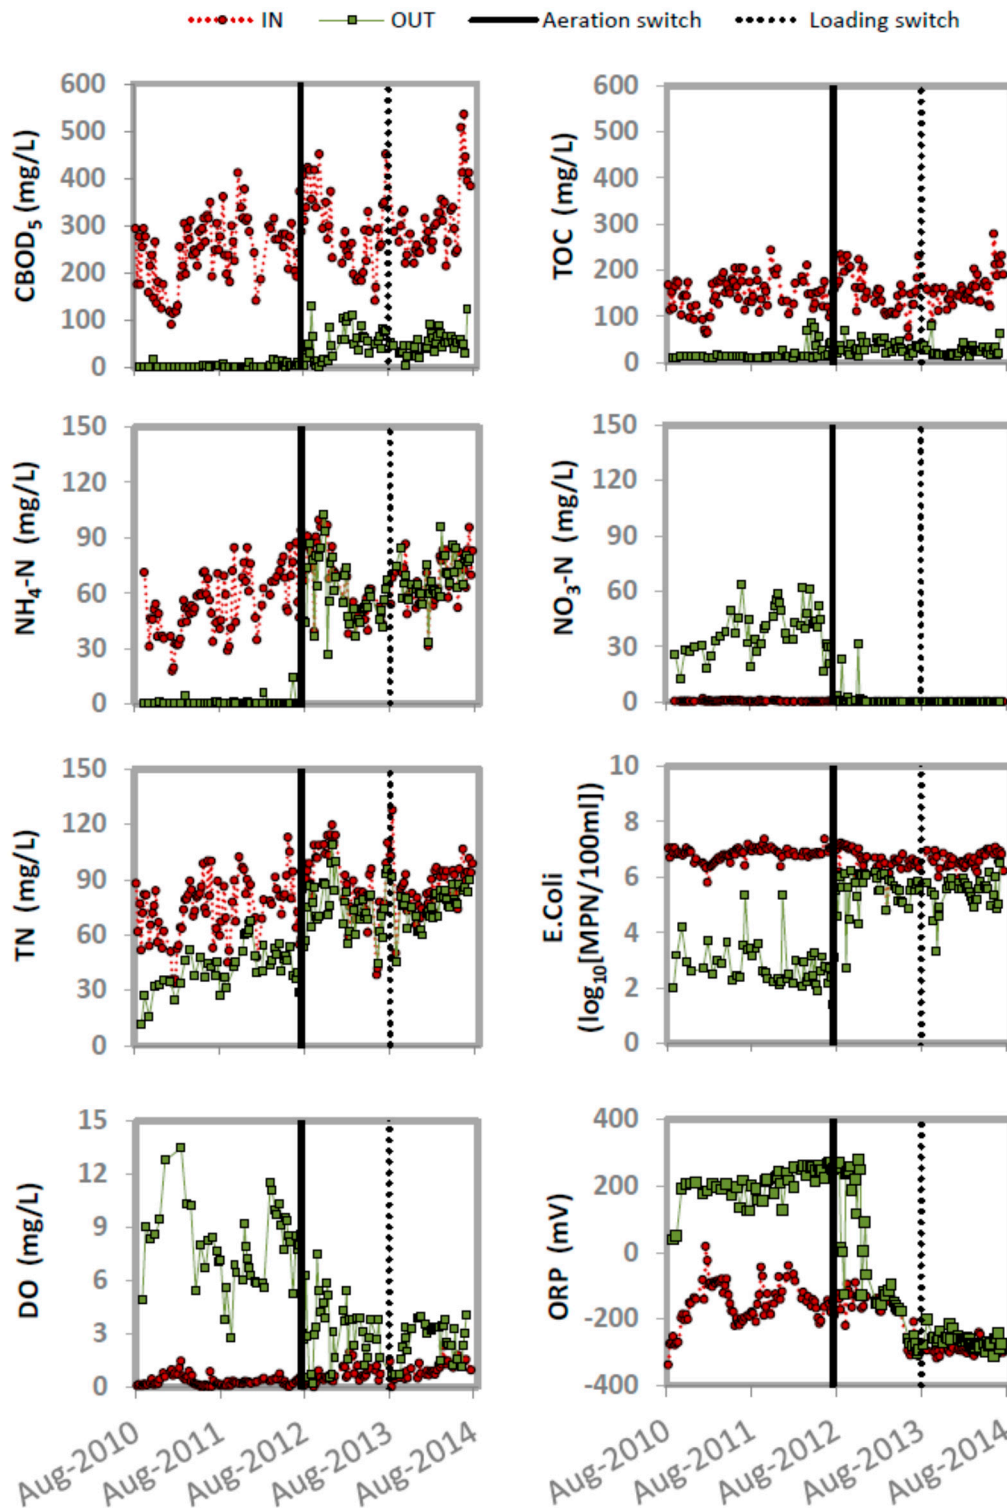 IN OUT Aeration switch Loading switch
CBOD5 (mg/L)
600
500
400
300
200
100
0
TOC (mg/L)
600
500
400
300
200
100
0
NH4-N (mg/L)
150
120
90
60
30
0
NO3-N (mg/L)
150
120
90
60
30
0
TN (mg/L)
150
120
90
60
30
0
E.Coli
(log10[MPN/100ml])
10
8
6
4
2
0
DO (mg/L)
15
12
9
6
3
0
ORP (mV)
400
200
0
-200
-400
Aug-2010
Aug-2011
Aug-2012
Aug-2013
Aug-2014
Aug-2010
Aug-2011
Aug-2012
Aug-2013
Aug-2014